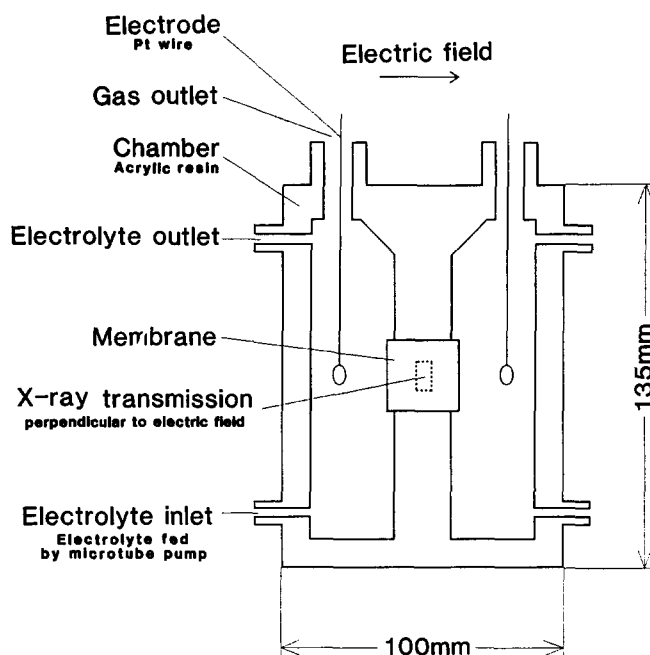 Electrode
Pt wire
Electric field
Gas outlet
Chamber
Acrylic resin
Electrolyte outlet
Membrane
X-ray transmission
perpendicular to electric field
135mm
Electrolyte inlet
Electrolyte fed
by microtube pump
100mm